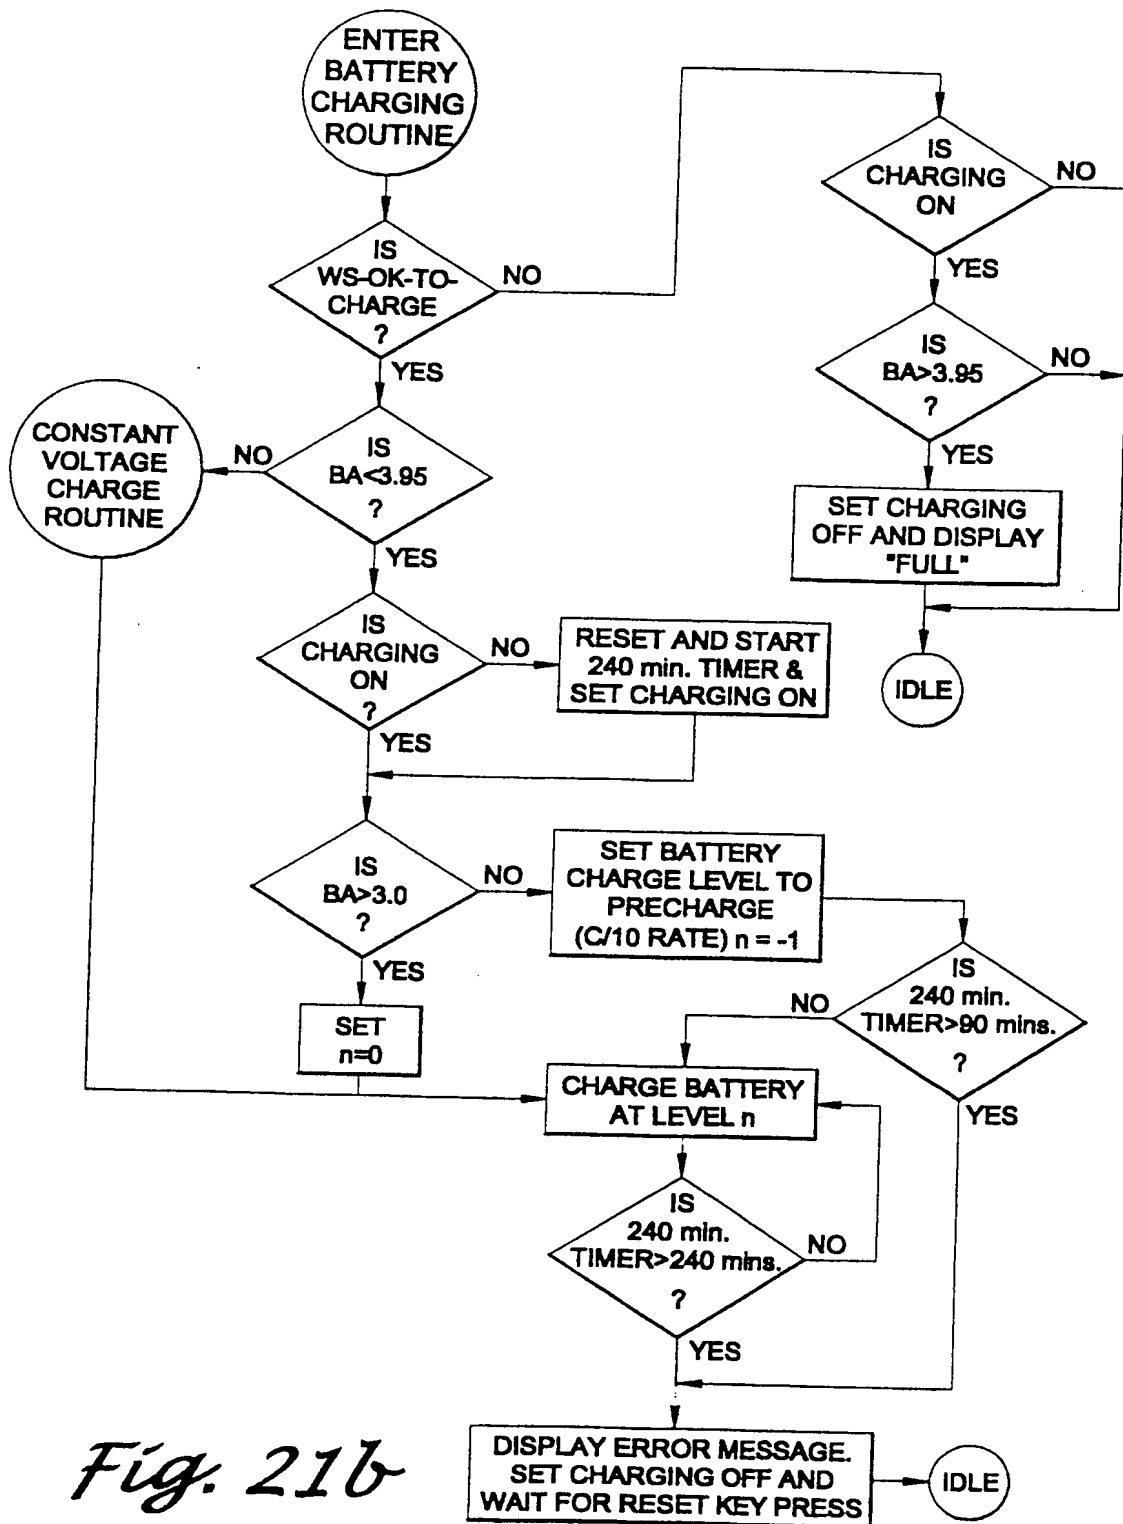 ENTER
BATTERY
CHARGING
ROUTINE
IS
WS-OK-TO-
CHARGE
?
NO
YES
IS
CHARGING
ON
NO
YES
IS
BA>3.95
?
NO
YES
SET CHARGING
OFF AND DISPLAY
"FULL"
IDLE
IS
BA<3.95
?
NO
YES
CONSTANT
VOLTAGE
CHARGE
ROUTINE
IS
CHARGING
ON
?
NO
YES
RESET AND START
240 min. TIMER &
SET CHARGING ON
IS
BA>3.0
?
NO
YES
SET BATTERY
CHARGE LEVEL TO
PRECHARGE
(C/10 RATE) n = -1
SET
n=0
IS
240 min.
TIMER>90 mins.
?
NO
YES
CHARGE BATTERY
AT LEVEL n
IS
240 min.
TIMER>240 mins.
?
NO
YES
DISPLAY ERROR MESSAGE.
SET CHARGING OFF AND
WAIT FOR RESET KEY PRESS
IDLE
Fig. 21b